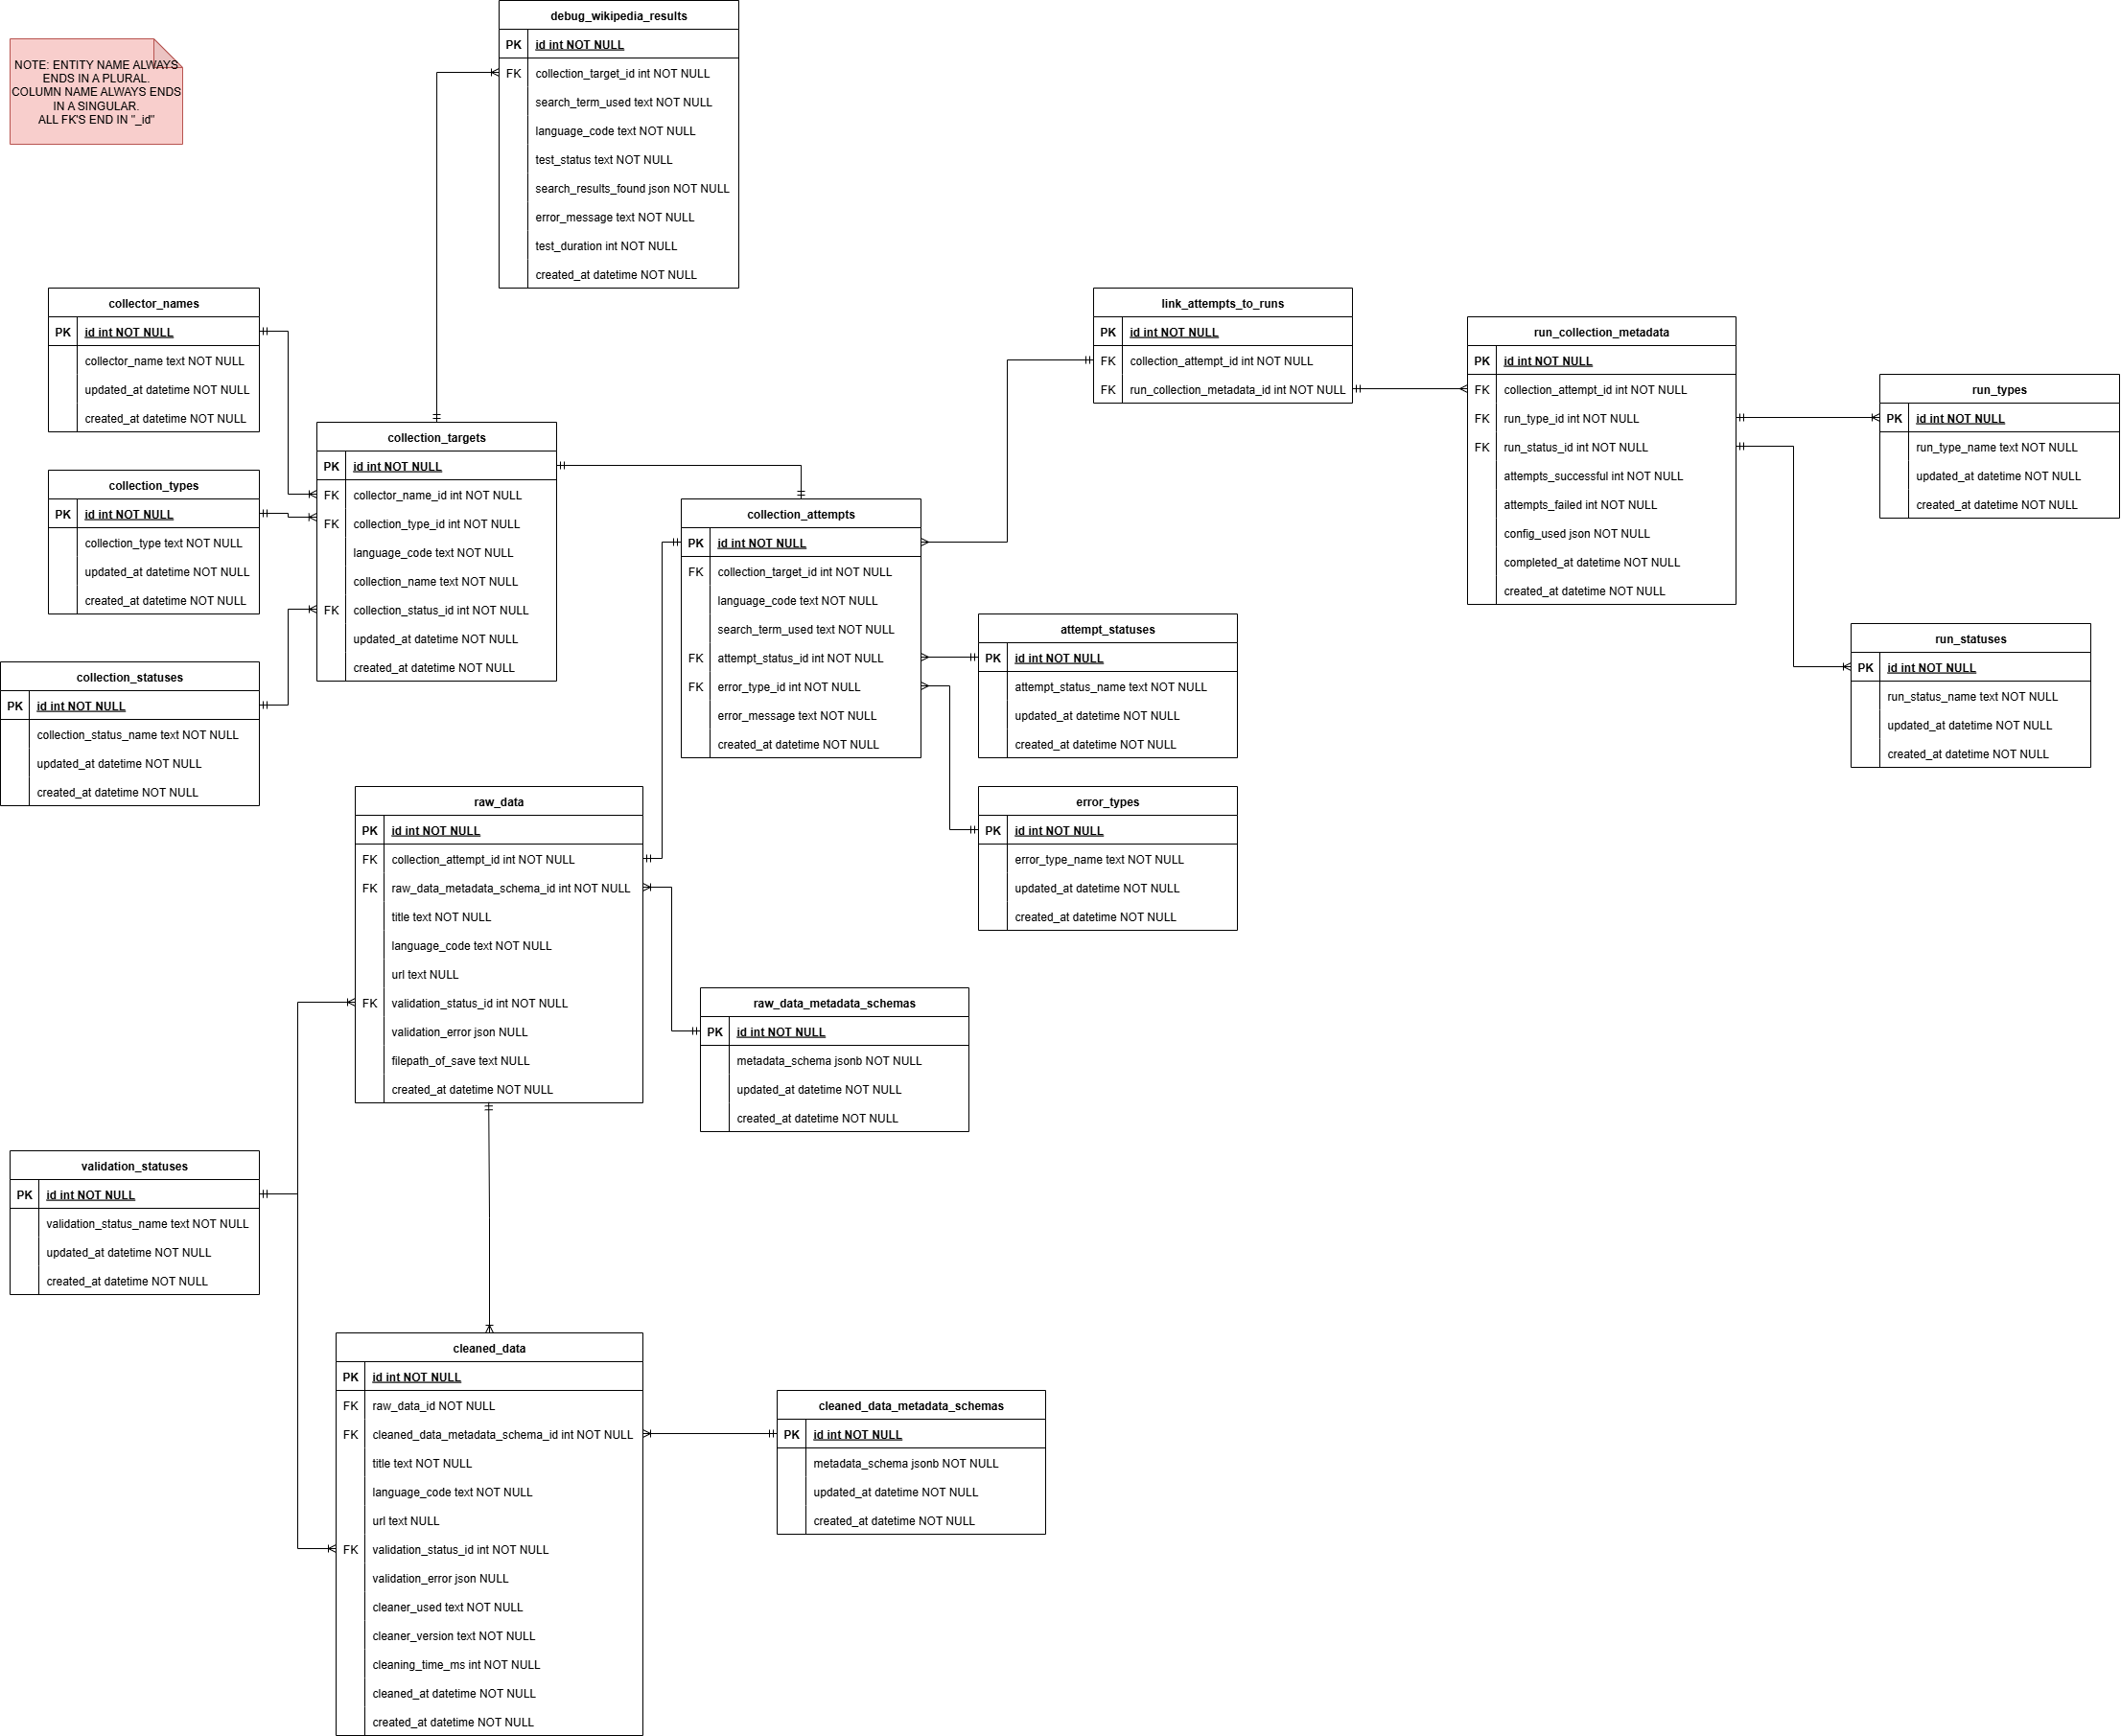 debug_wikipedia_results
PK id int NOT NULL
FK collection_target_id int NOT NULL
search_term_used text NOT NULL
language_code text NOT NULL
test_status text NOT NULL
search_results_found json NOT NULL
error_message text NOT NULL
test_duration int NOT NULL
created_at datetime NOT NULL
NOTE: ENTITY NAME ALWAYS
ENDS IN A PLURAL.
COLUMN NAME ALWAYS ENDS
IN A SINGULAR.
ALL FK'S END IN "_id"
collector_names
PK id int NOT NULL
collector_name text NOT NULL
updated_at datetime NOT NULL
created_at datetime NOT NULL
collection_types
PK id int NOT NULL
collection_type text NOT NULL
updated_at datetime NOT NULL
created_at datetime NOT NULL
collection_statuses
PK id int NOT NULL
collection_status_name text NOT NULL
updated_at datetime NOT NULL
created_at datetime NOT NULL
collection_targets
PK id int NOT NULL
FK collector_name_id int NOT NULL
FK collection_type_id int NOT NULL
language_code text NOT NULL
collection_name text NOT NULL
FK collection_status_id int NOT NULL
updated_at datetime NOT NULL
created_at datetime NOT NULL
collection_attempts
PK id int NOT NULL
FK collection_target_id int NOT NULL
language_code text NOT NULL
search_term_used text NOT NULL
FK attempt_status_id int NOT NULL
FK error_type_id int NOT NULL
error_message text NOT NULL
created_at datetime NOT NULL
link_attempts_to_runs
PK id int NOT NULL
FK collection_attempt_id int NOT NULL
FK run_collection_metadata_id int NOT NULL
run_collection_metadata
PK id int NOT NULL
FK collection_attempt_id int NOT NULL
FK run_type_id int NOT NULL
FK run_status_id int NOT NULL
attempts_successful int NOT NULL
attempts_failed int NOT NULL
config_used json NOT NULL
completed_at datetime NOT NULL
created_at datetime NOT NULL
run_types
PK id int NOT NULL
run_type_name text NOT NULL
updated_at datetime NOT NULL
created_at datetime NOT NULL
run_statuses
PK id int NOT NULL
run_status_name text NOT NULL
updated_at datetime NOT NULL
created_at datetime NOT NULL
attempt_statuses
PK id int NOT NULL
attempt_status_name text NOT NULL
updated_at datetime NOT NULL
created_at datetime NOT NULL
error_types
PK id int NOT NULL
error_type_name text NOT NULL
updated_at datetime NOT NULL
created_at datetime NOT NULL
raw_data
PK id int NOT NULL
FK collection_attempt_id int NOT NULL
FK raw_data_metadata_schema_id int NOT NULL
title text NOT NULL
language_code text NOT NULL
url text NULL
FK validation_status_id int NOT NULL
validation_error json NULL
filepath_of_save text NULL
created_at datetime NOT NULL
raw_data_metadata_schemas
PK id int NOT NULL
metadata_schema jsonb NOT NULL
updated_at datetime NOT NULL
created_at datetime NOT NULL
validation_statuses
PK id int NOT NULL
validation_status_name text NOT NULL
updated_at datetime NOT NULL
created_at datetime NOT NULL
cleaned_data
PK id int NOT NULL
FK raw_data_id NOT NULL
FK cleaned_data_metadata_schema_id int NOT NULL
title text NOT NULL
language_code text NOT NULL
url text NULL
FK validation_status_id int NOT NULL
validation_error json NULL
cleaner_used text NOT NULL
cleaner_version text NOT NULL
cleaning_time_ms int NOT NULL
cleaned_at datetime NOT NULL
created_at datetime NOT NULL
cleaned_data_metadata_schemas
PK id int NOT NULL
metadata_schema jsonb NOT NULL
updated_at datetime NOT NULL
created_at datetime NOT NULL